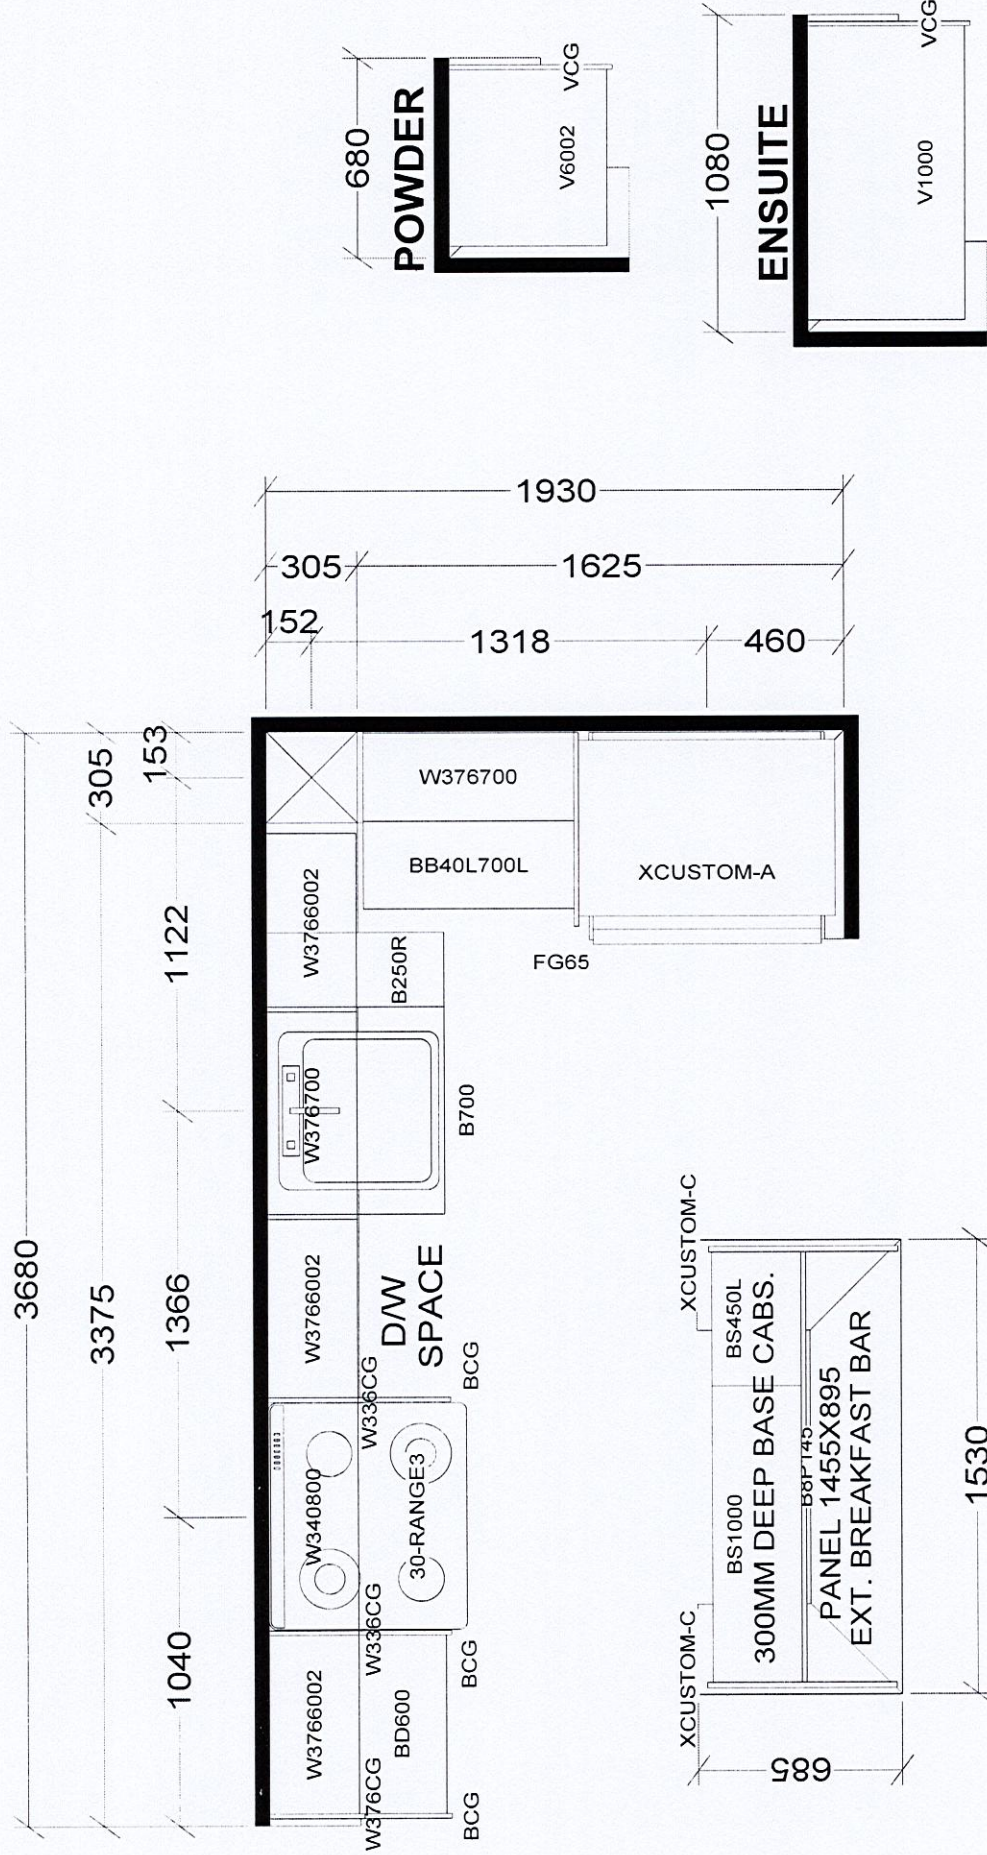 680
POWDER
V6002
VCG
1080
ENSUITE
V1000
VCG
1930
305
1625
152
1318
460
3680
3375
305
153
1122
1366
1040
W376700
BB40L700L
XCUSTOM-A
FG65
W3766002
B250R
W376700
B700
W3766002
D/W
SPACE
W336CG
BCG
W340800
30-RANGE3
W336CG
BCG
W3766002
BD600
W376CG
BCG
XCUSTOM-C
XCUSTOM-C
BS1000
BS450L
300MM DEEP BASE CABS.
PANEL 1455X895
EXT. BREAKFAST BAR
685
1530